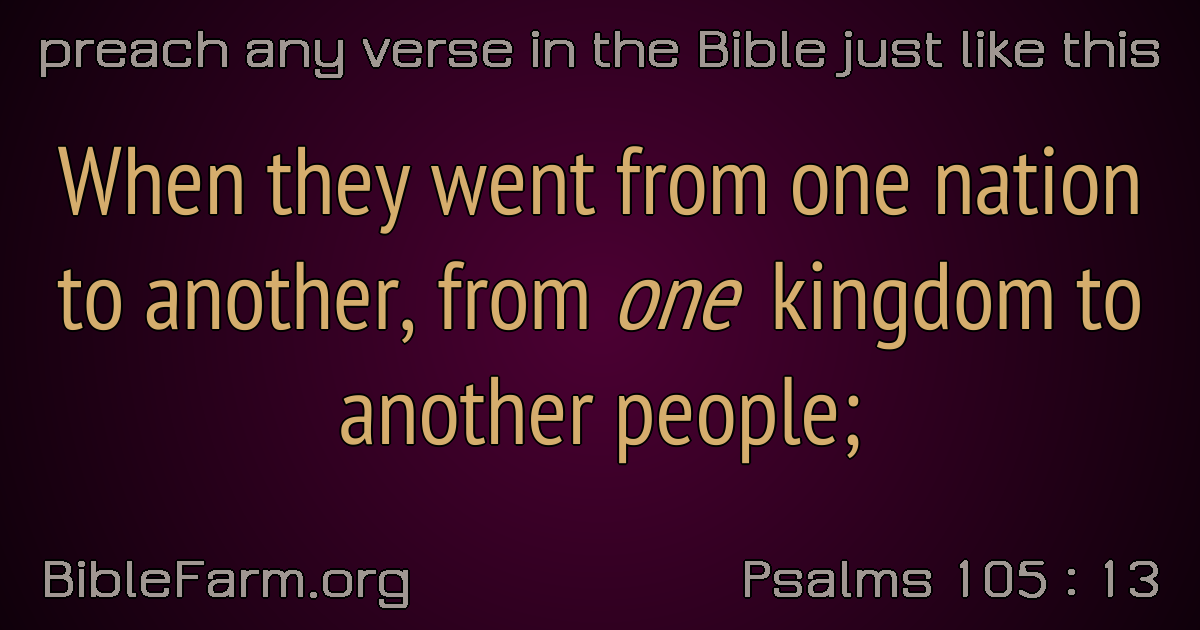 preach any verse in the Bible just like this
When they went from one nation
to another, from one kingdom to
another people;
BibleFarm.org
Psalms 105 : 13